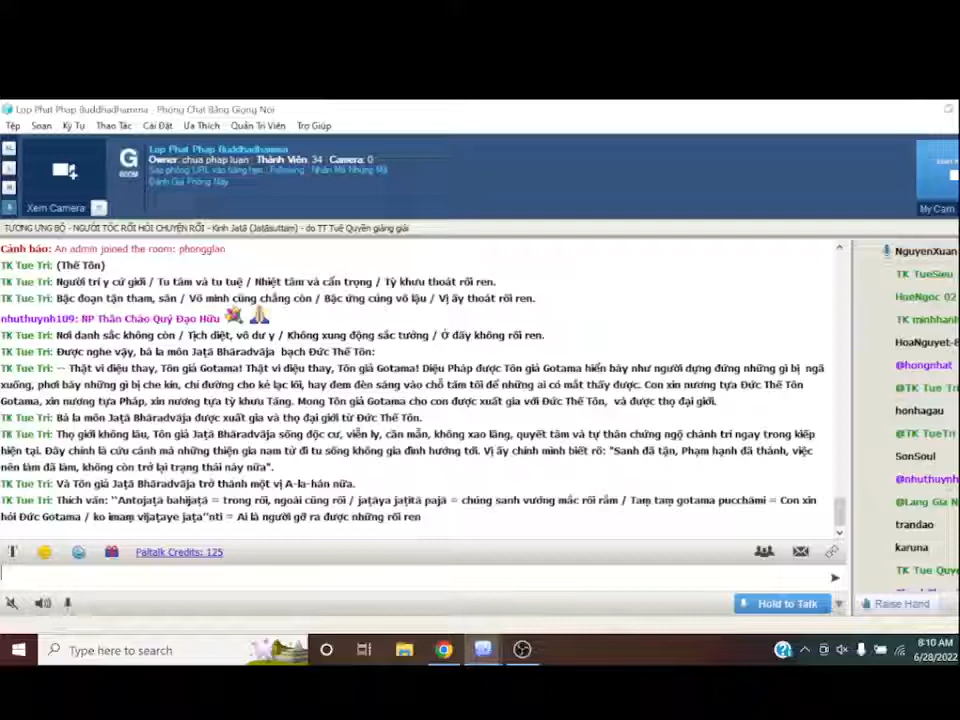 Lop Phat Phap Buddhadhamma - Phòng Chat Bằng Giọng Nói
Tệp Soạn Ký Tự Thao Tác Cài Đặt Ưa Thích Quản Trị Viên Trợ Giúp
Lop Phat Phap Buddhadhamma
Owner: chua phap luan Thành Viên 34 Camera: 0
G
ROOM
Đánh Giá Phòng Này
Xem Camera
My Cam
TƯƠNG ƯNG BỘ - NGƯỜI TÓC RỐI HỎI CHUYỆN RỐI - Kinh Jatā (Jatāsuttam) - do TT Tuệ Quyền giảng giải
Cảnh báo: An admin joined the room: phongglao
TK Tue Tri: (Thế Tôn)
TK Tue Tri: Người trí y cứ giới / Tu tâm và tu tuệ / Nhiệt tâm và cẩn trọng / Tỳ khưu thoát rối ren.
TK Tue Tri: Bậc đoạn tận tham, sân / Vô minh cũng chẳng còn / Bậc ứng cúng vô lậu / Vị ấy thoát rối ren.
nhuthuynh109: NP Thân Chào Quý Đạo Hữu
TK Tue Tri: Nơi danh sắc không còn / Tịch diệt, vô dư y / Không xung động sắc tưởng / Ở đấy không rối ren.
TK Tue Tri: Được nghe vậy, bà la môn Jaṭā Bhāradvāja bạch Đức Thế Tôn:
TK Tue Tri: -- Thật vi diệu thay, Tôn giả Gotama! Thật vi diệu thay, Tôn giả Gotama! Diệu Pháp được Tôn giả Gotama hiển bày như người dựng đứng những gì bị ngã
xuống, phơi bày những gì bị che kín, chỉ đường cho kẻ lạc lối, hay đem đèn sáng vào chỗ tăm tối để những ai có mắt thấy được. Con xin nương tựa Đức Thế Tôn
Gotama, xin nương tựa Pháp, xin nương tựa tỳ khưu Tăng. Mong Tôn giả Gotama cho con được xuất gia với Đức Thế Tôn, và được thọ đại giới.
TK Tue Tri: Bà la môn Jaṭā Bhāradvāja được xuất gia và thọ đại giới từ Đức Thế Tôn.
TK Tue Tri: Thọ giới không lâu, Tôn giả Jaṭā Bhāradvāja sống độc cư, viễn ly, cần mẫn, không xao lãng, quyết tâm và tự thân chứng ngộ chánh trí ngay trong kiếp
hiện tại. Đây chính là cứu cánh mà những thiện gia nam tử đi tu sống không gia đình hướng tới. Vị ấy chính mình biết rõ: "Sanh đã tận, Phạm hạnh đã thành, việc
nên làm đã làm, không còn trở lại trạng thái này nữa".
TK Tue Tri: Và Tôn giả Jaṭā Bhāradvāja trở thành một vị A-la-hán nữa.
TK Tue Tri: Thích văn: "Antojaṭā bahijaṭā = trong rối, ngoài cũng rối / jaṭāya jaṭitā pajā = chúng sanh vướng mắc rối rắm / Taṃ taṃ gotama pucchāmi = Con xin
hỏi Đức Gotama / ko imaṃ vijaṭaye jaṭa"nti = Ai là người gỡ ra được những rối ren
NguyenXuan
TK TueSieu
HoeNgoc 02
TK minhhanh
HoaNguyet-8
@hongnhat
@TK Tue Tri
honhagau
@TK TueTri
SonSoul
@nhuthuynh
@Lang Gia N
trandao
karuna
TK Tue Quye
T
Paltalk Credits: 125
Hold to Talk
Raise Hand
Type here to search
8:10 AM
6/28/2022